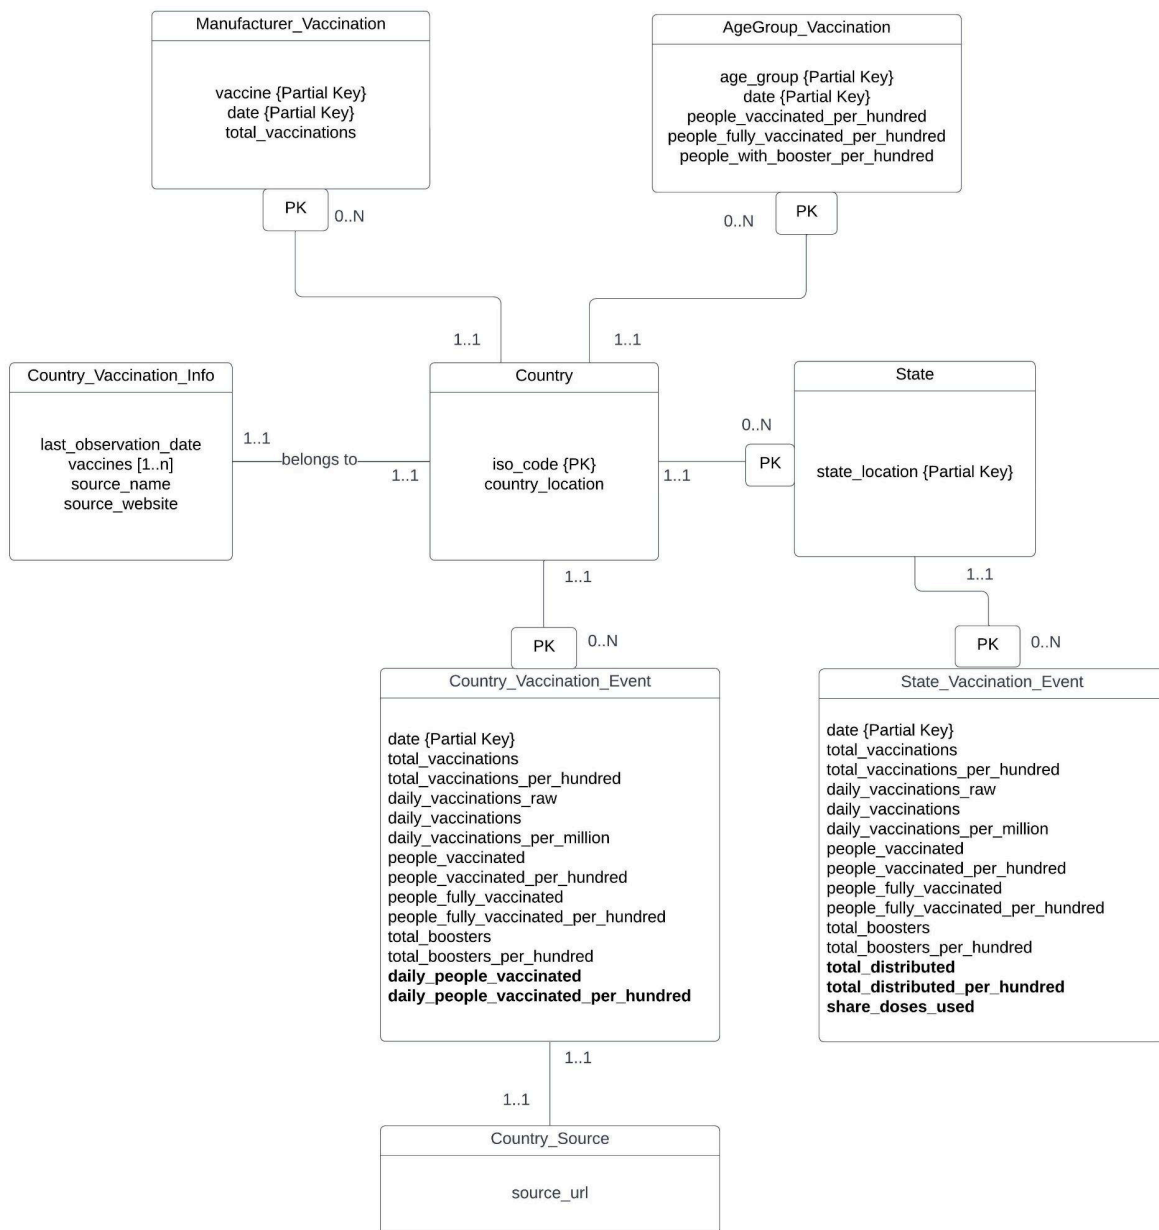 Manufacturer_Vaccination
vaccine {Partial Key}
date {Partial Key}
total_vaccinations
PK
0..N
AgeGroup_Vaccination
age_group {Partial Key}
date {Partial Key}
people_vaccinated_per_hundred
people_fully_vaccinated_per_hundred
people_with_booster_per_hundred
0..N
PK
1..1
1..1
Country_Vaccination_Info
last_observation_date
vaccines [1..n]
source_name
source_website
1..1
belongs to
1..1
Country
iso_code {PK}
country_location
1..1
0..N
PK
State
state_location {Partial Key}
1..1
PK
0..N
1..1
PK
0..N
Country_Vaccination_Event
date {Partial Key}
total_vaccinations
total_vaccinations_per_hundred
daily_vaccinations_raw
daily_vaccinations
daily_vaccinations_per_million
people_vaccinated
people_vaccinated_per_hundred
people_fully_vaccinated
people_fully_vaccinated_per_hundred
total_boosters
total_boosters_per_hundred
daily_people_vaccinated
daily_people_vaccinated_per_hundred
State_Vaccination_Event
date {Partial Key}
total_vaccinations
total_vaccinations_per_hundred
daily_vaccinations_raw
daily_vaccinations
daily_vaccinations_per_million
people_vaccinated
people_vaccinated_per_hundred
people_fully_vaccinated
people_fully_vaccinated_per_hundred
total_boosters
total_boosters_per_hundred
total_distributed
total_distributed_per_hundred
share_doses_used
1..1
1..1
Country_Source
source_url